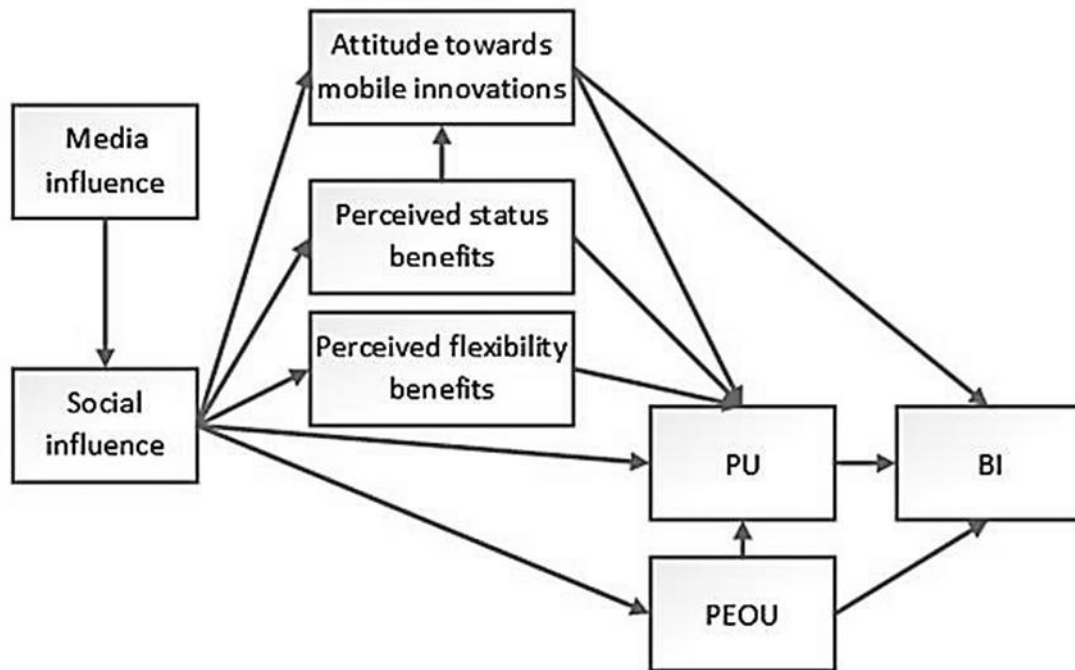 Attitude towards
mobile innovations
Media
influence
Perceived status
benefits
Perceived flexibility
benefits
Social
influence
PU
BI
PEOU